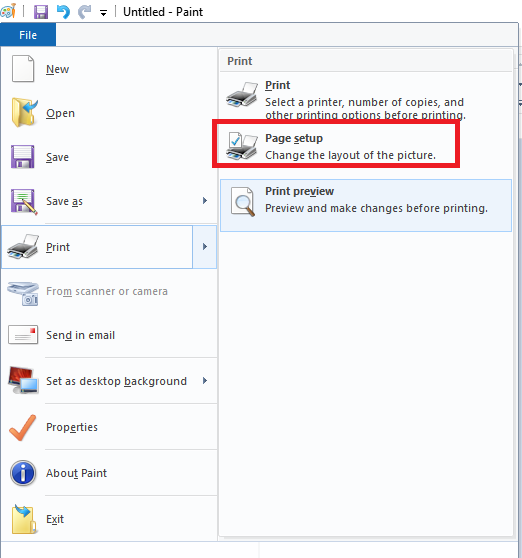 Untitled - Paint
File
New
Open
Save
Save as
Print
From scanner or camera
Send in email
Set as desktop background
Properties
About Paint
Exit
Print
Print
Select a printer, number of copies, and
other printing options before printing.
Page setup
Change the layout of the picture.
Print preview
Preview and make changes before printing.